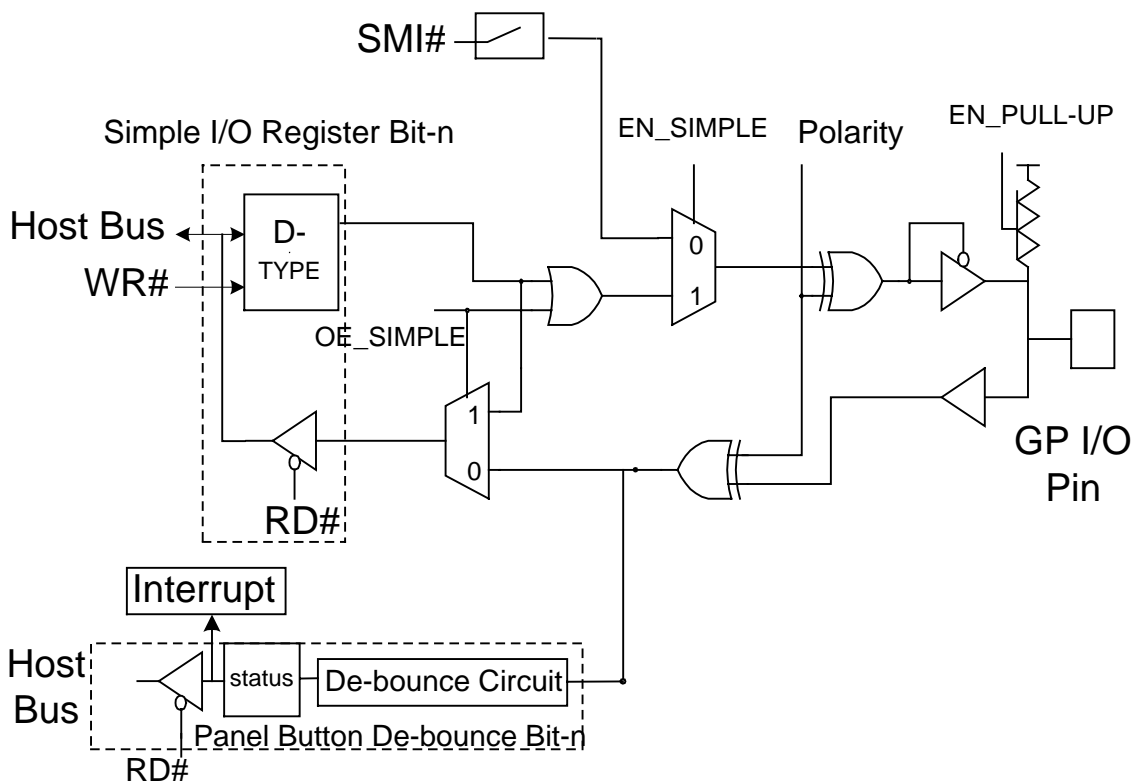 SMI#
EN_SIMPLE
EN_PULL-UP
Simple I/O Register Bit-n
Polarity
Host Bus
D-
TYPE
WR#
0
1
OE_SIMPLE
1
0
RD#
GP I/O
Pin
Interrupt
Host
Bus
status
De-bounce Circuit
Panel Button De-bounce Bit-n
RD#